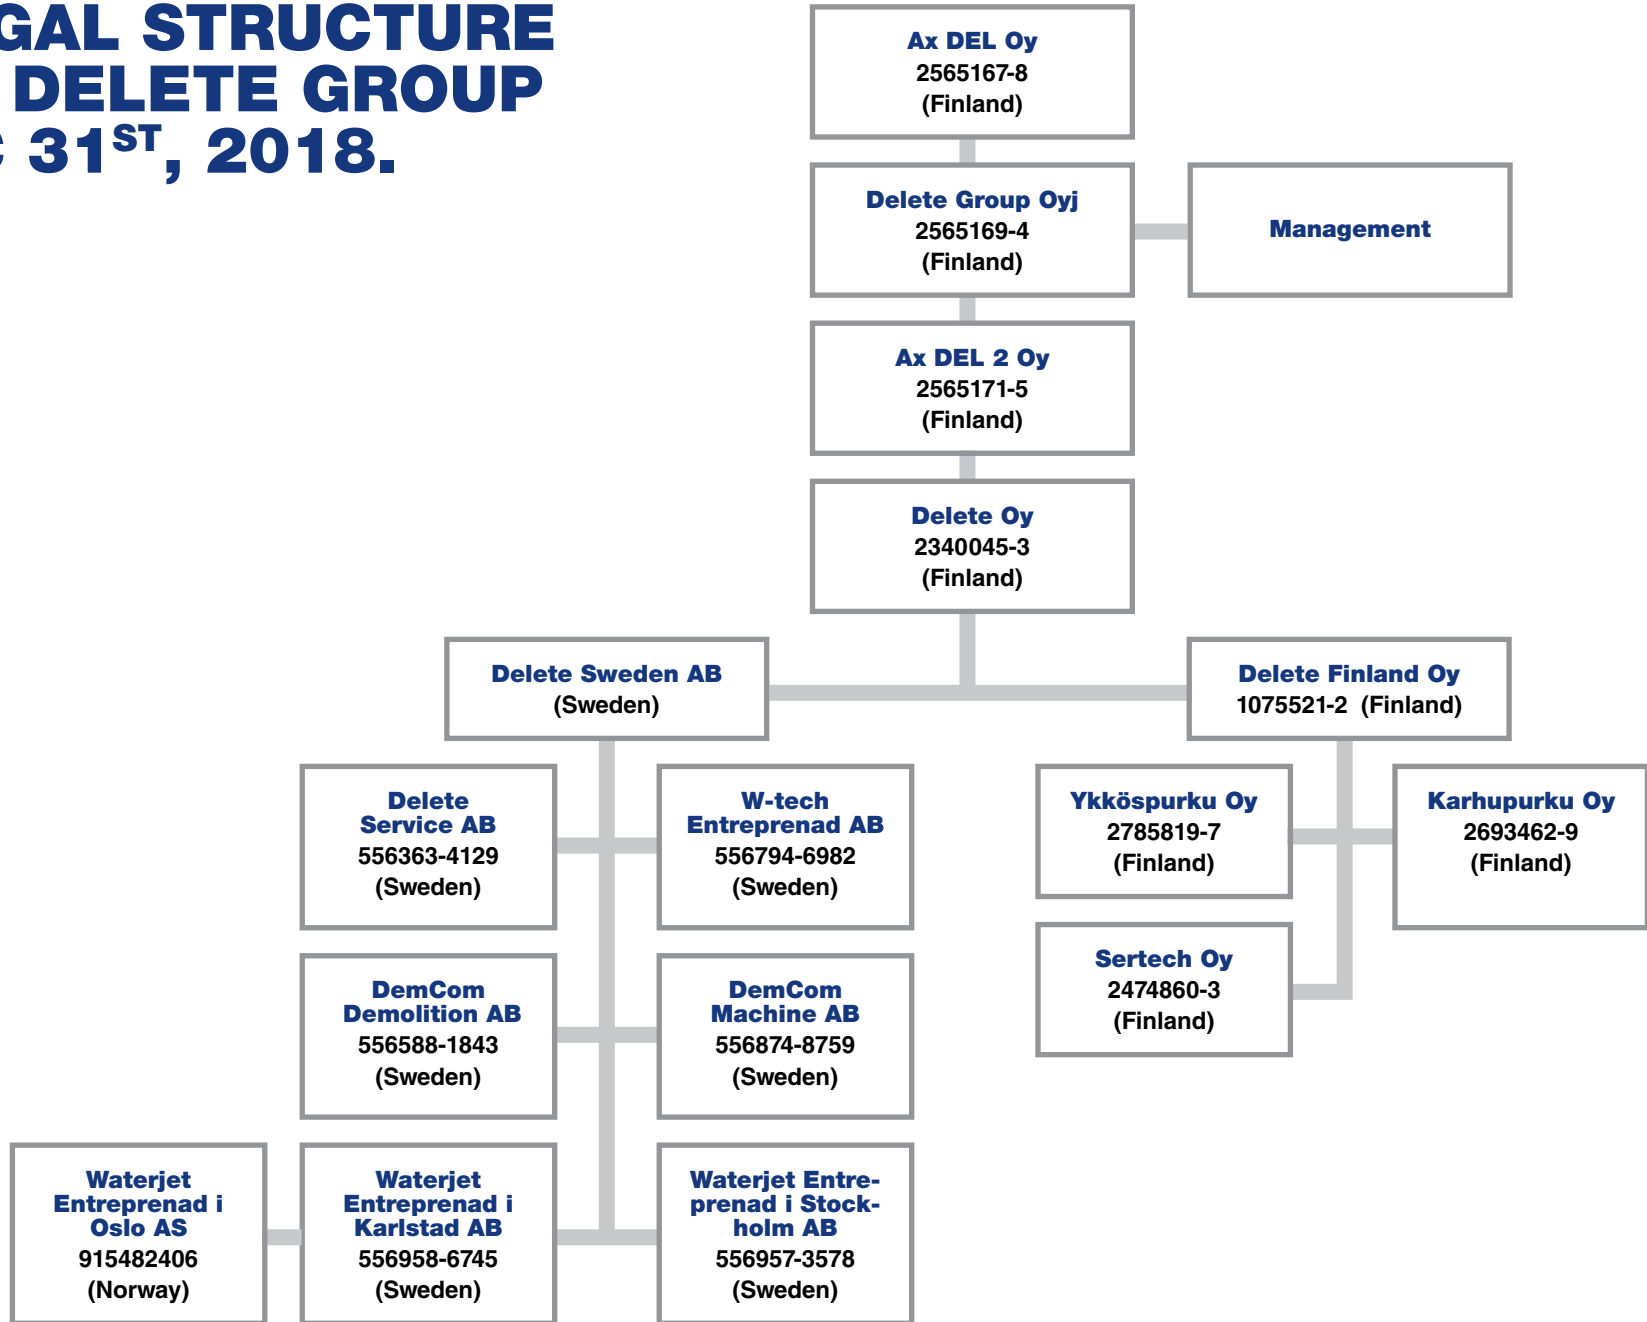 GAL STRUCTURE
DELETE GROUP
31ST, 2018.
Ax DEL Oy
2565167-8
(Finland)
Delete Group Oyj
2565169-4
(Finland)
Management
Ax DEL 2 Oy
2565171-5
(Finland)
Delete Oy
2340045-3
(Finland)
Delete Sweden AB
(Sweden)
Delete Finland Oy
1075521-2 (Finland)
Delete
Service AB
556363-4129
(Sweden)
W-tech
Entreprenad AB
556794-6982
(Sweden)
Ykköspurku Oy
2785819-7
(Finland)
Karhupurku Oy
2693462-9
(Finland)
DemCom
Demolition AB
556588-1843
(Sweden)
DemCom
Machine AB
556874-8759
(Sweden)
Sertech Oy
2474860-3
(Finland)
Waterjet
Entreprenad i
Oslo AS
915482406
(Norway)
Waterjet
Entreprenad i
Karlstad AB
556958-6745
(Sweden)
Waterjet Entre-
prenad i Stock-
holm AB
556957-3578
(Sweden)